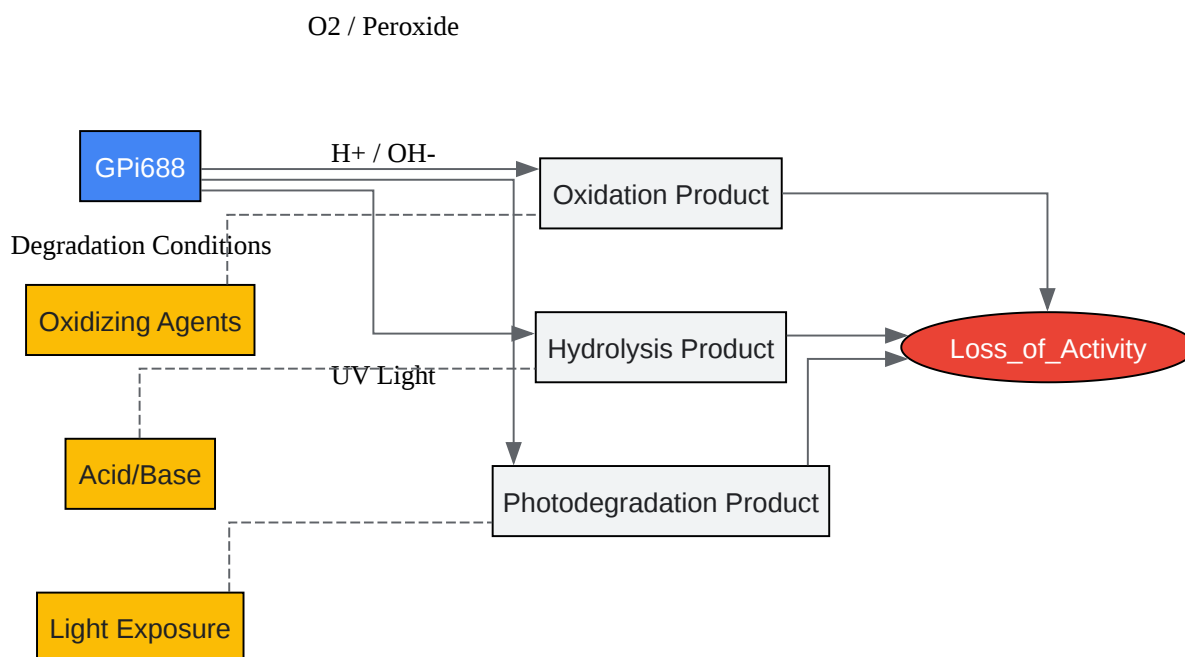 O2 / Peroxide
GPi688
H+ / OH-
Oxidation Product
Degradation Conditions
Oxidizing Agents
Hydrolysis Product
Loss_of_Activity
UV Light
Acid/Base
Photodegradation Product
Light Exposure